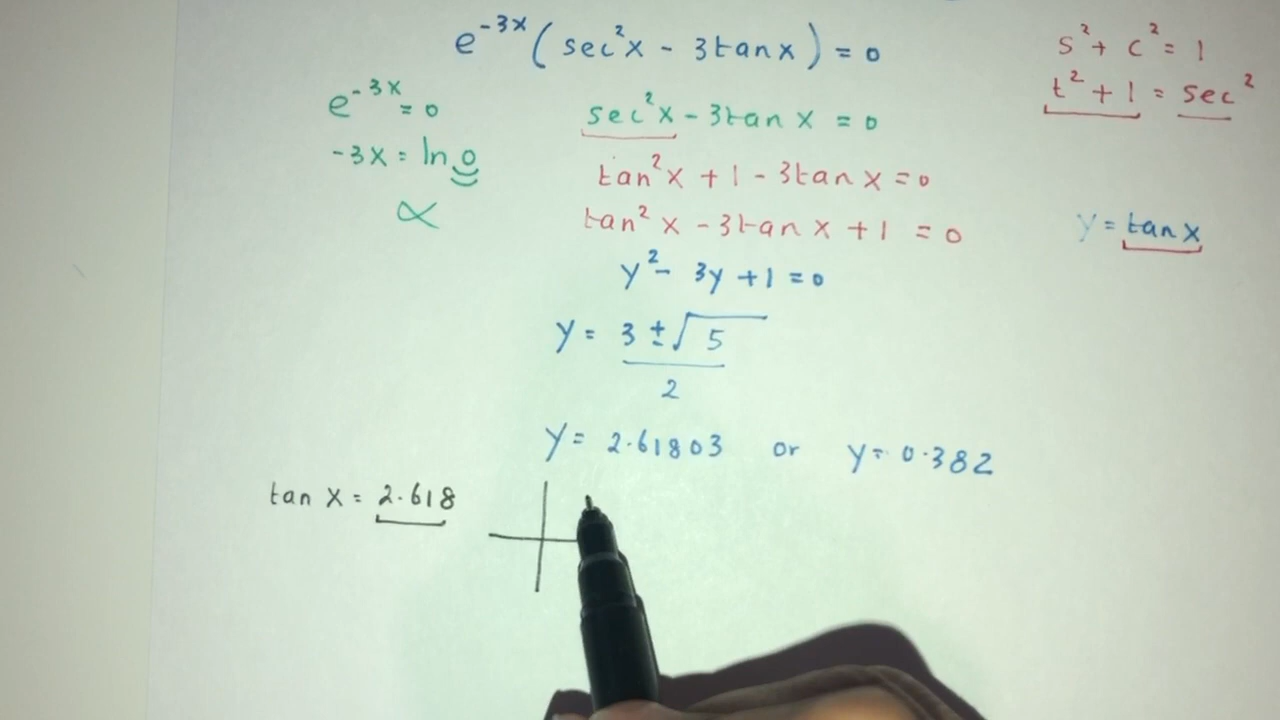 e^{-3x} (sec²x - 3tanx) = 0
s² + c² = 1
t² + 1 = sec²
e^{-3x} = 0
-3x = ln 0
∝
sec²x - 3tan x = 0
tan²x + 1 - 3tan x = 0
tan²x - 3tan x + 1 = 0
y = tan x
y² - 3y + 1 = 0
y = (3 ± √5)/2
y = 2.61803 or y = 0.382
tan x = 2.618